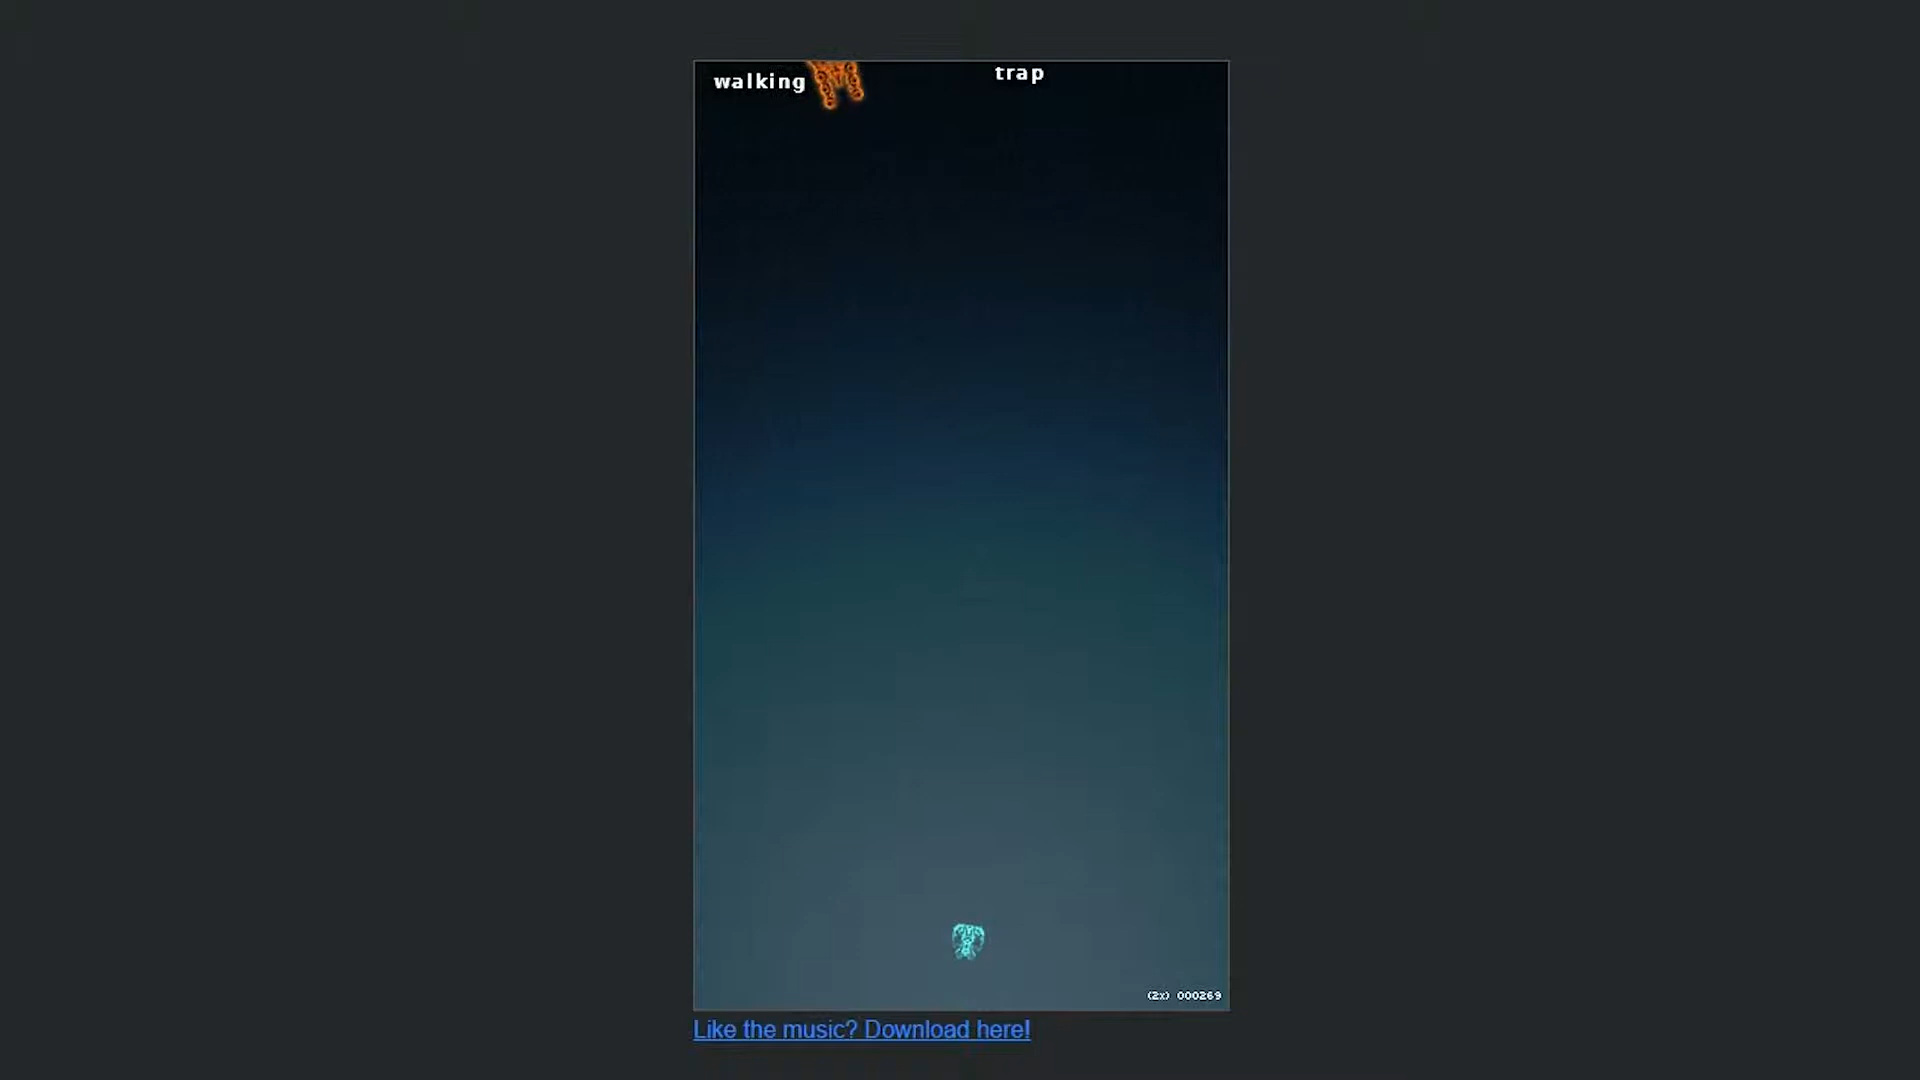 walking
trap
(2x) 000269
Like the music? Download here!